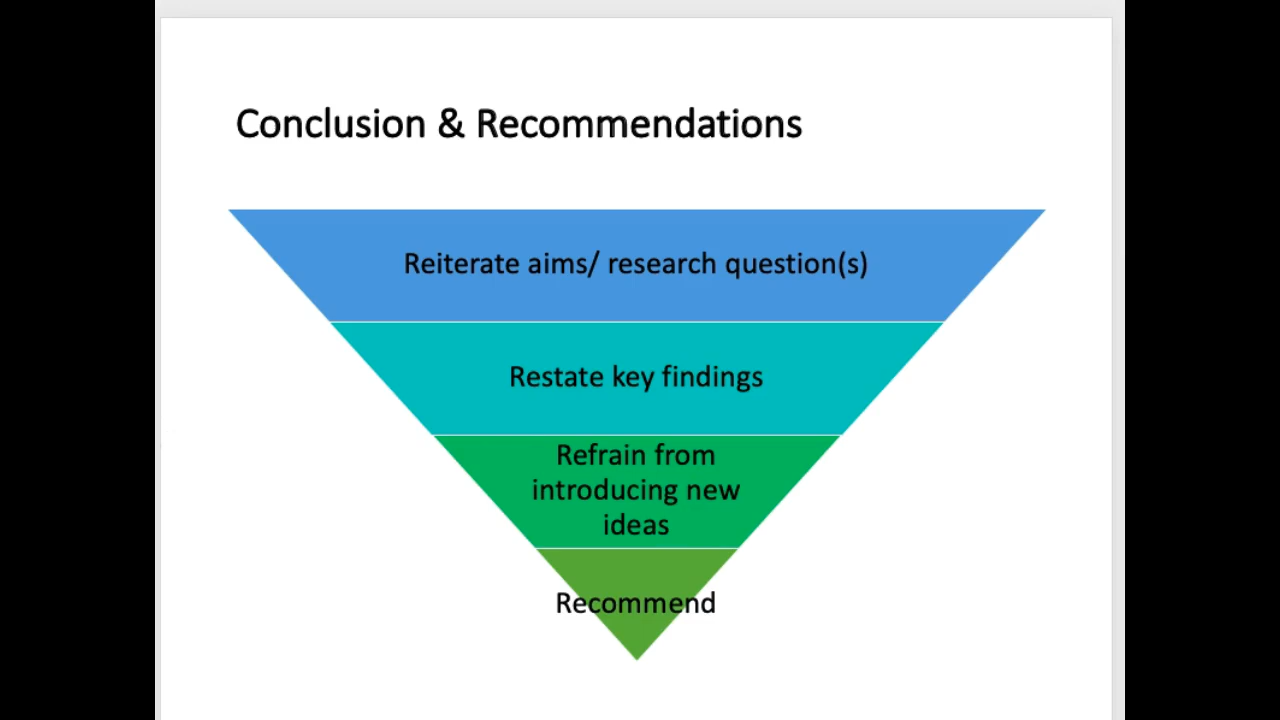 Conclusion & Recommendations
Reiterate aims/ research question(s)
Restate key findings
Refrain from
introducing new
ideas
Recommend